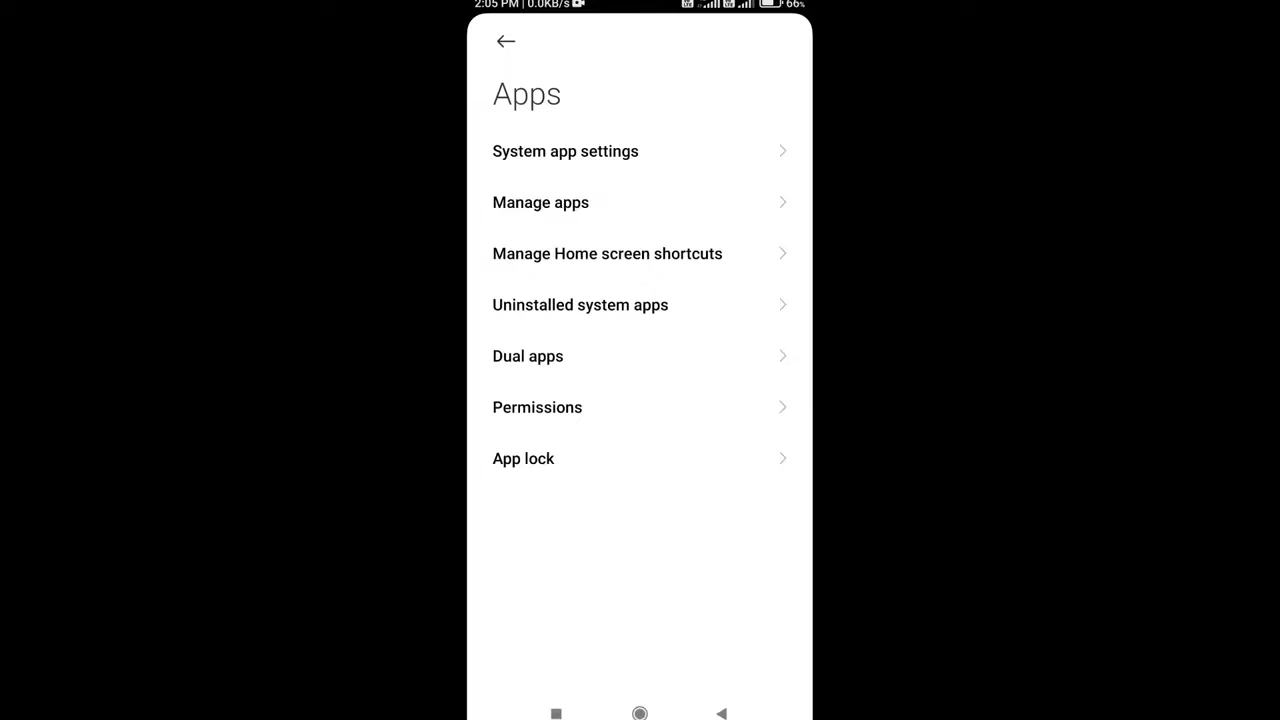 2:05 PM | 0.0KB/s 66%
Apps
System app settings
Manage apps
Manage Home screen shortcuts
Uninstalled system apps
Dual apps
Permissions
App lock